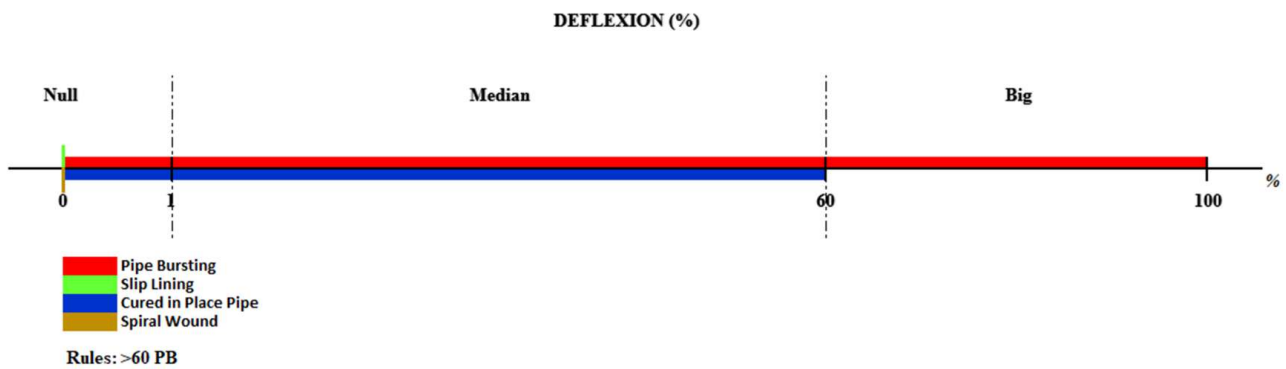 DEFLEXION (%)
Null Median Big
0 1 60 100 %
Pipe Bursting
Slip Lining
Cured in Place Pipe
Spiral Wound
Rules: >60 PB